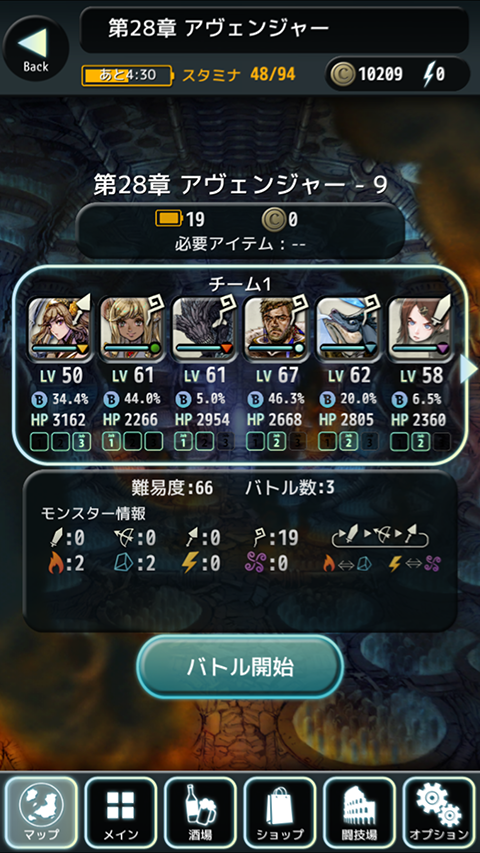 Back
第28章 アヴェンジャー
あと4:30 スタミナ 48/94 C 10209 0
第28章 アヴェンジャー - 9
19 C 0
必要アイテム : --
チーム1
LV 50 LV 61 LV 61 LV 67 LV 62 LV 58
B 34.4% B 44.0% B 5.0% B 46.3% B 20.0% B 6.5%
HP 3162 HP 2266 HP 2954 HP 2668 HP 2805 HP 2360
3 1 1 2 2 2
難易度:66 バトル数:3
モンスター情報
:0 :0 :0 :19
:2 :2 :0 :0
バトル開始
マップ メイン 酒場 ショップ 闘技場 オプション